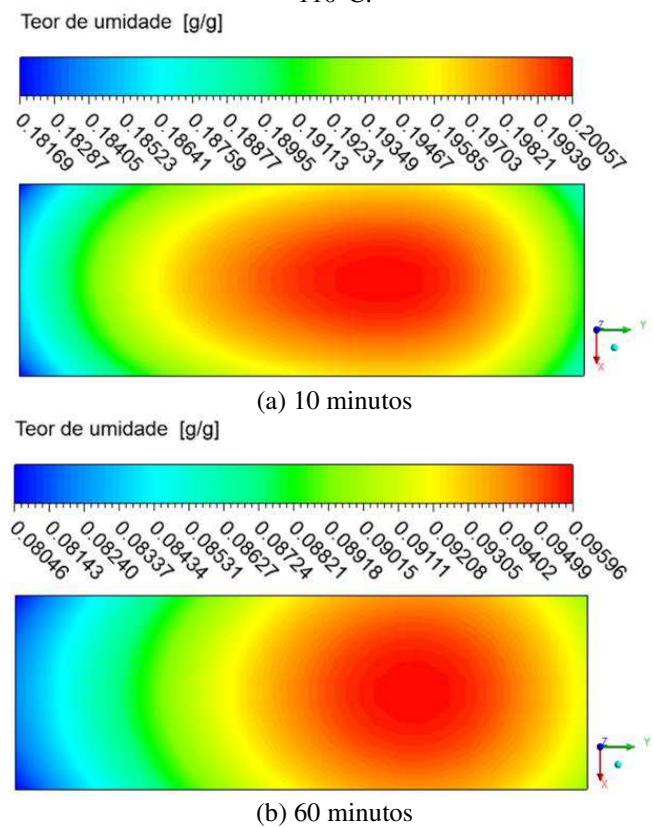 110°C.
Teor de umidade [g/g]
0.18169 0.18287 0.18405 0.18523 0.18641 0.18759 0.18877 0.18995 0.19113 0.19231 0.19349 0.19467 0.19585 0.19703 0.19821 0.19939 0.20057
Z Y
X
(a) 10 minutos
Teor de umidade [g/g]
0.08046 0.08143 0.08240 0.08337 0.08434 0.08531 0.08627 0.08724 0.08821 0.08918 0.09015 0.09111 0.09208 0.09305 0.09402 0.09499 0.09596
Z Y
X
(b) 60 minutos